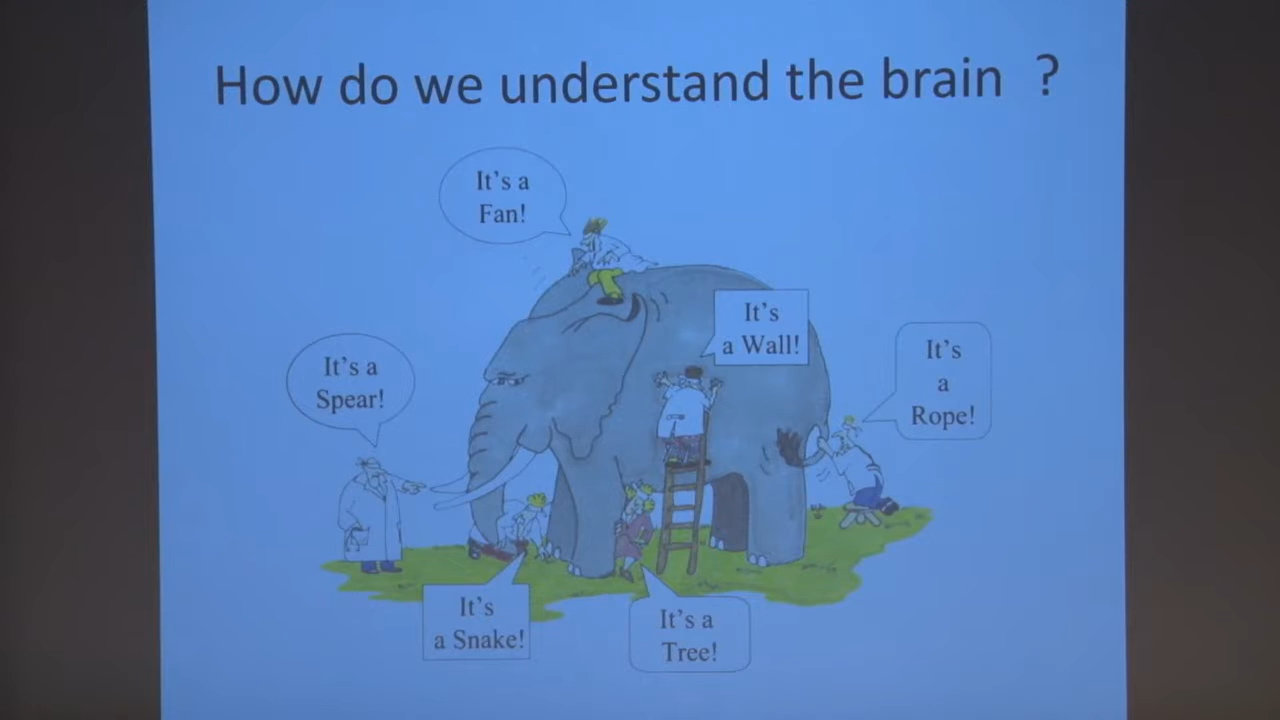 How do we understand the brain ?
It's a
Fan!
It's
a Wall!
It's a
Spear!
It's
a
Rope!
It's
a Snake!
It's a
Tree!